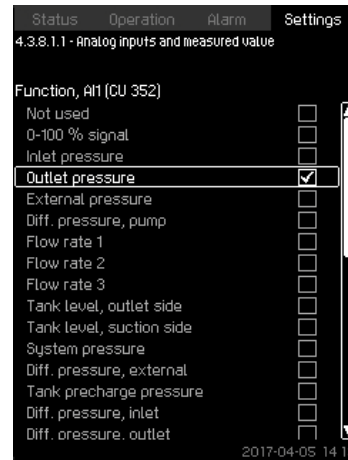 Status Operation Alarm Settings
4.3.8.1.1 - Analog inputs and measured value
Function, AI1 (CU 352)
Not used
0-100 % signal
Inlet pressure
Outlet pressure
External pressure
Diff. pressure, pump
Flow rate 1
Flow rate 2
Flow rate 3
Tank level, outlet side
Tank level, suction side
System pressure
Diff. pressure, external
Tank precharge pressure
Diff. pressure, inlet
Diff. pressure, outlet
2017-04-05 14:1